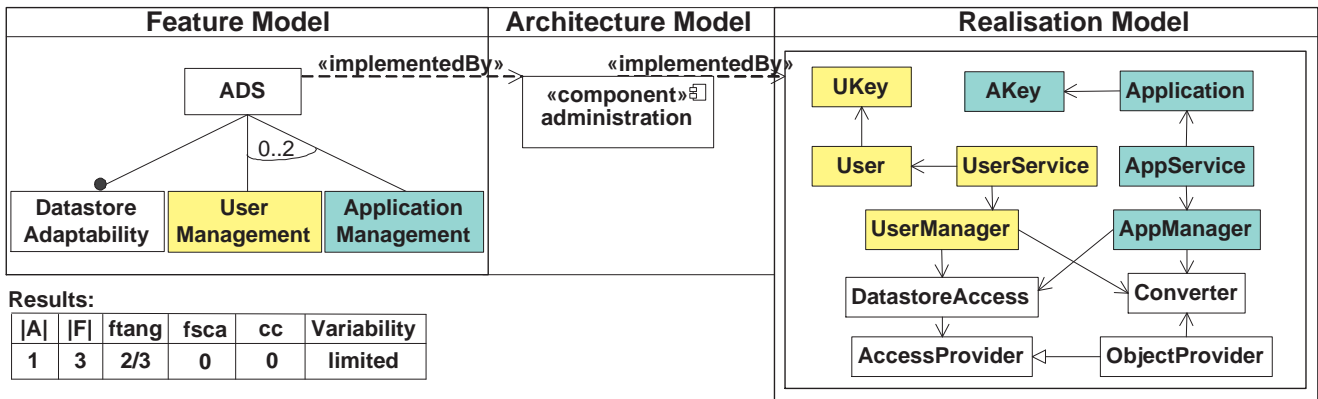 Feature Model
Architecture Model
Realisation Model
«implementedBy»
«implementedBy»
ADS
«component»
administration
0..2
Datastore
Adaptability
User
Management
Application
Management
UKey
AKey
Application
User
UserService
AppService
UserManager
AppManager
DatastoreAccess
Converter
AccessProvider
ObjectProvider
Results:
|A| |F| ftang fsca cc Variability
1 3 2/3 0 0 limited